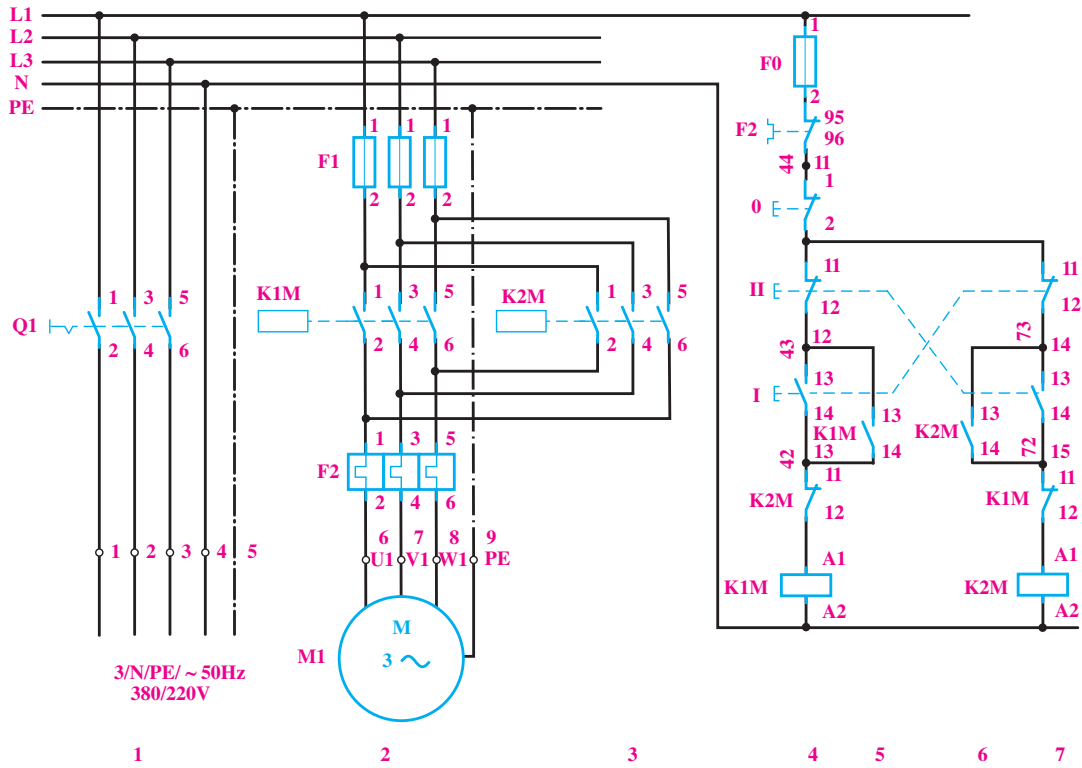 L1
L2
L3
N
PE
1
F0
2
F2
95
96
44
11
0
1
2
1 1 1
F1
2 2 2
1 3 5
Q1
2 4 6
K1M
1 3 5
2 4 6
K2M
1 3 5
2 4 6
11
II
12
43
12
I
13
14
K1M
13
14
42
13
11
K2M
12
A1
K1M
A2
11
12
73
14
13
14
K2M
13
14
72
15
11
K1M
12
A1
K2M
A2
1 3 5
F2
2 4 6
6 7 8 9
U1 V1 W1 PE
1 2 3 4 5
M
M1
3 ~
3/N/PE/ ~ 50Hz
380/220V
1 2 3 4 5 6 7